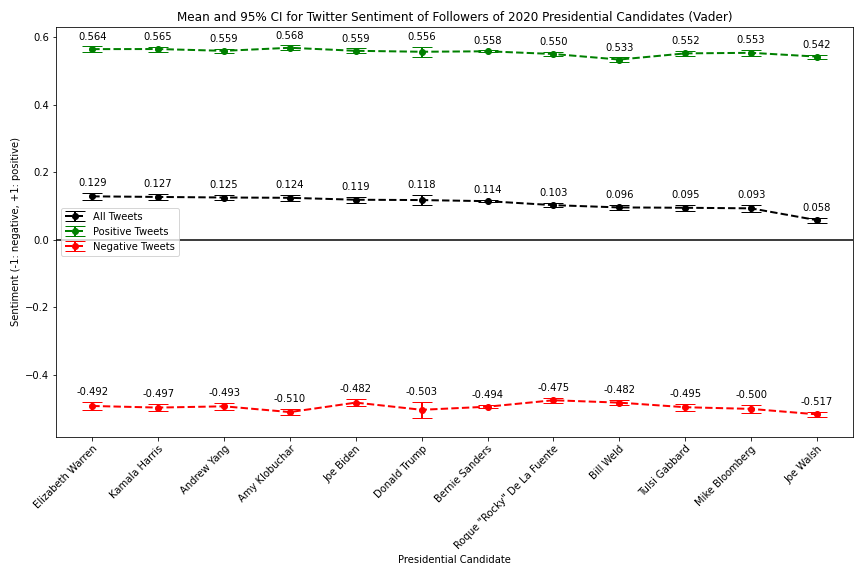 Mean and 95% CI for Twitter Sentiment of Followers of 2020 Presidential Candidates (Vader)
Sentiment (-1: negative, +1: positive)
0.6
0.4
0.2
0.0
−0.2
−0.4
0.564 0.565 0.559 0.568 0.559 0.556 0.558 0.550 0.533 0.552 0.553 0.542
0.129 0.127 0.125 0.124 0.119 0.118 0.114 0.103 0.096 0.095 0.093 0.058
All Tweets
Positive Tweets
Negative Tweets
-0.492 -0.497 -0.493 -0.510 -0.482 -0.503 -0.494 -0.475 -0.482 -0.495 -0.500 -0.517
Elizabeth Warren
Kamala Harris
Andrew Yang
Amy Klobuchar
Joe Biden
Donald Trump
Bernie Sanders
Roque "Rocky" De La Fuente
Bill Weld
Tulsi Gabbard
Mike Bloomberg
Joe Walsh
Presidential Candidate